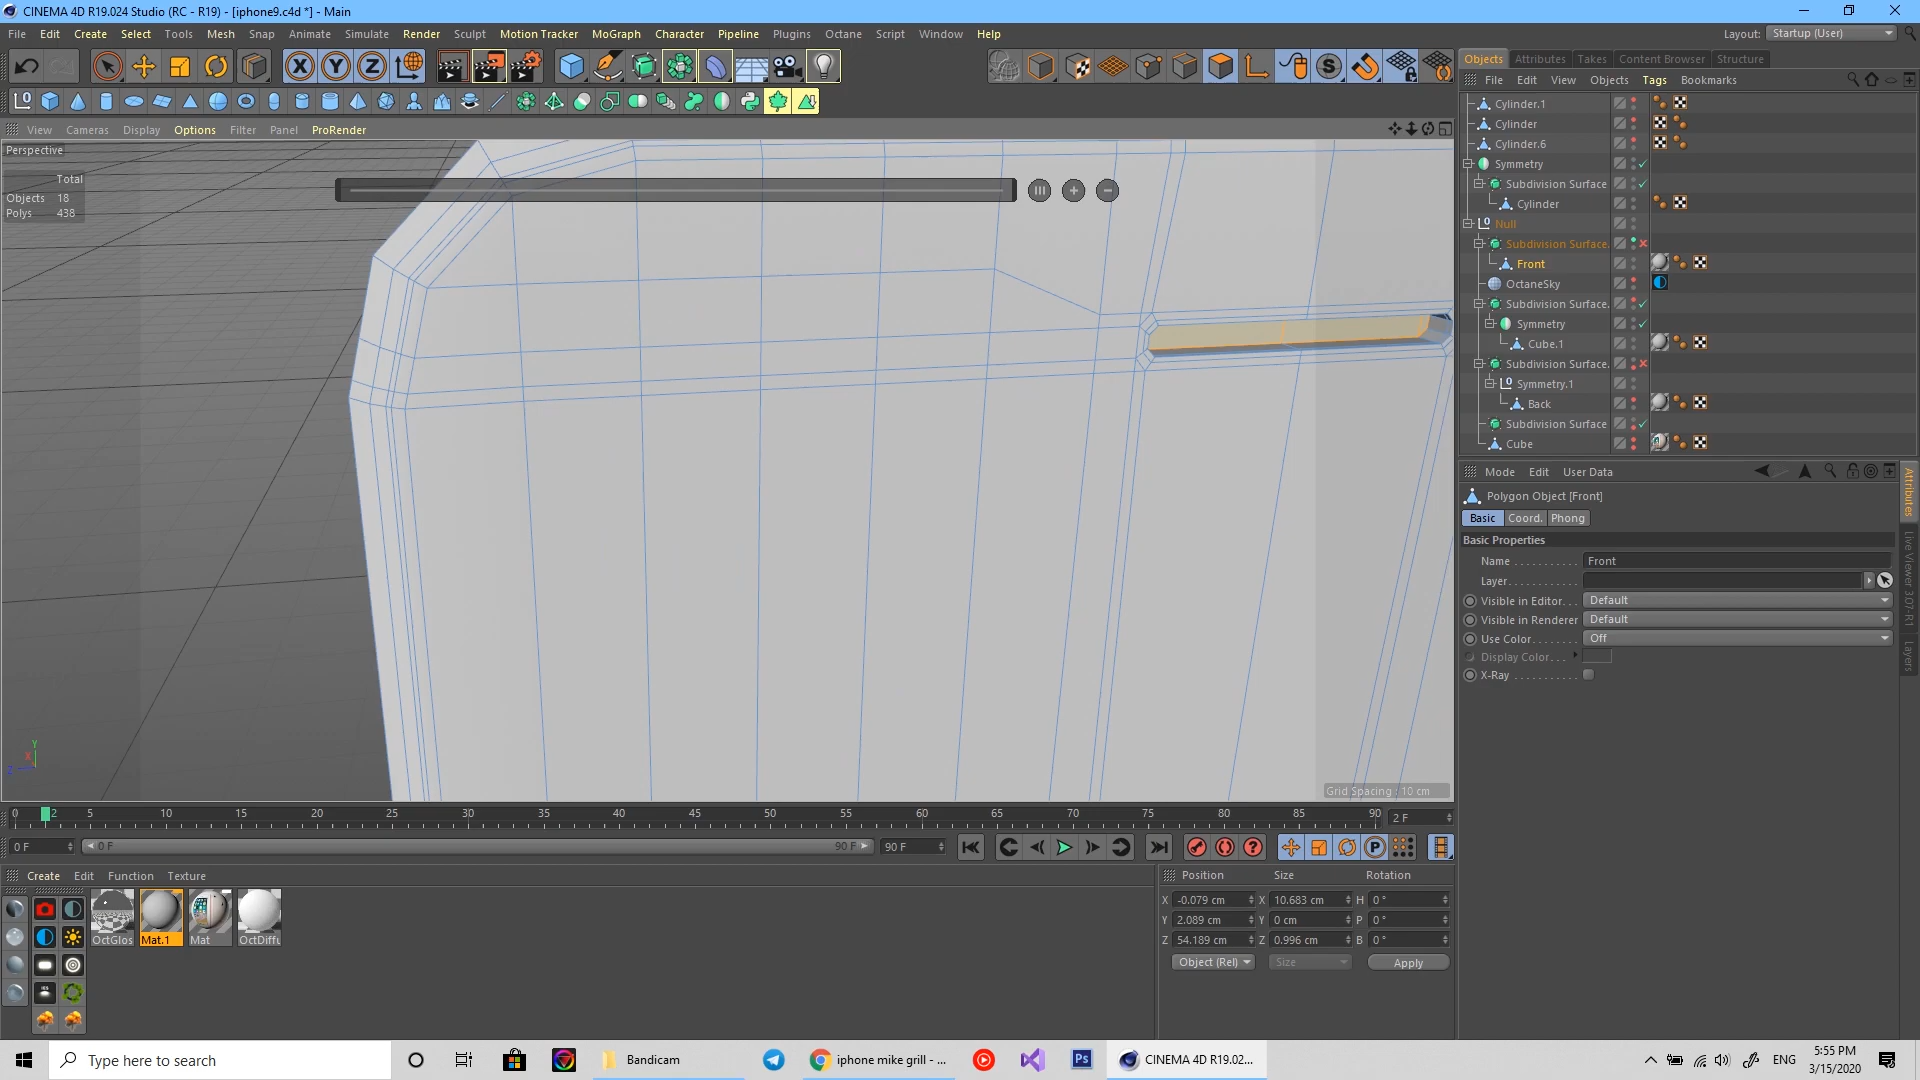 CINEMA 4D R19.024 Studio (RC - R19) - [iphone9.c4d *] - Main
File Edit Create Select Tools Mesh Snap Animate Simulate Render Sculpt Motion Tracker MoGraph Character Pipeline Plugins Octane Script Window Help
Layout: Startup (User)
Objects Attributes Takes Content Browser Structure
File Edit View Objects Tags Bookmarks
View Cameras Display Options Filter Panel ProRender
Perspective
Total
Objects 18
Polys 438
Cylinder.1
Cylinder
Cylinder.6
Symmetry
Subdivision Surface
Cylinder
Null
Subdivision Surface.
Front
OctaneSky
Subdivision Surface.
Symmetry
Cube.1
Subdivision Surface.
Symmetry.1
Back
Subdivision Surface
Cube
Mode Edit User Data
Polygon Object [Front]
Basic Coord. Phong
Basic Properties
Name Front
Layer
Visible in Editor Default
Visible in Renderer Default
Use Color Off
Display Color
X-Ray
Attributes
Live Viewer 3.07-R1
Layers
Y
X
Z
Grid Spacing : 10 cm
0 2 5 10 15 20 25 30 35 40 45 50 55 60 65 70 75 80 85 90
2 F
0 F
0 F
90 F
90 F
Create Edit Function Texture
OctGlos Mat.1 Mat OctDiffu
Position Size Rotation
X -0.079 cm X 10.683 cm H 0 °
Y 2.089 cm Y 0 cm P 0 °
Z 54.189 cm Z 0.996 cm B 0 °
Object (Rel) Size Apply
Type here to search
Bandicam
iphone mike grill - ...
Ps
CINEMA 4D R19.02...
ENG
5:55 PM
3/15/2020